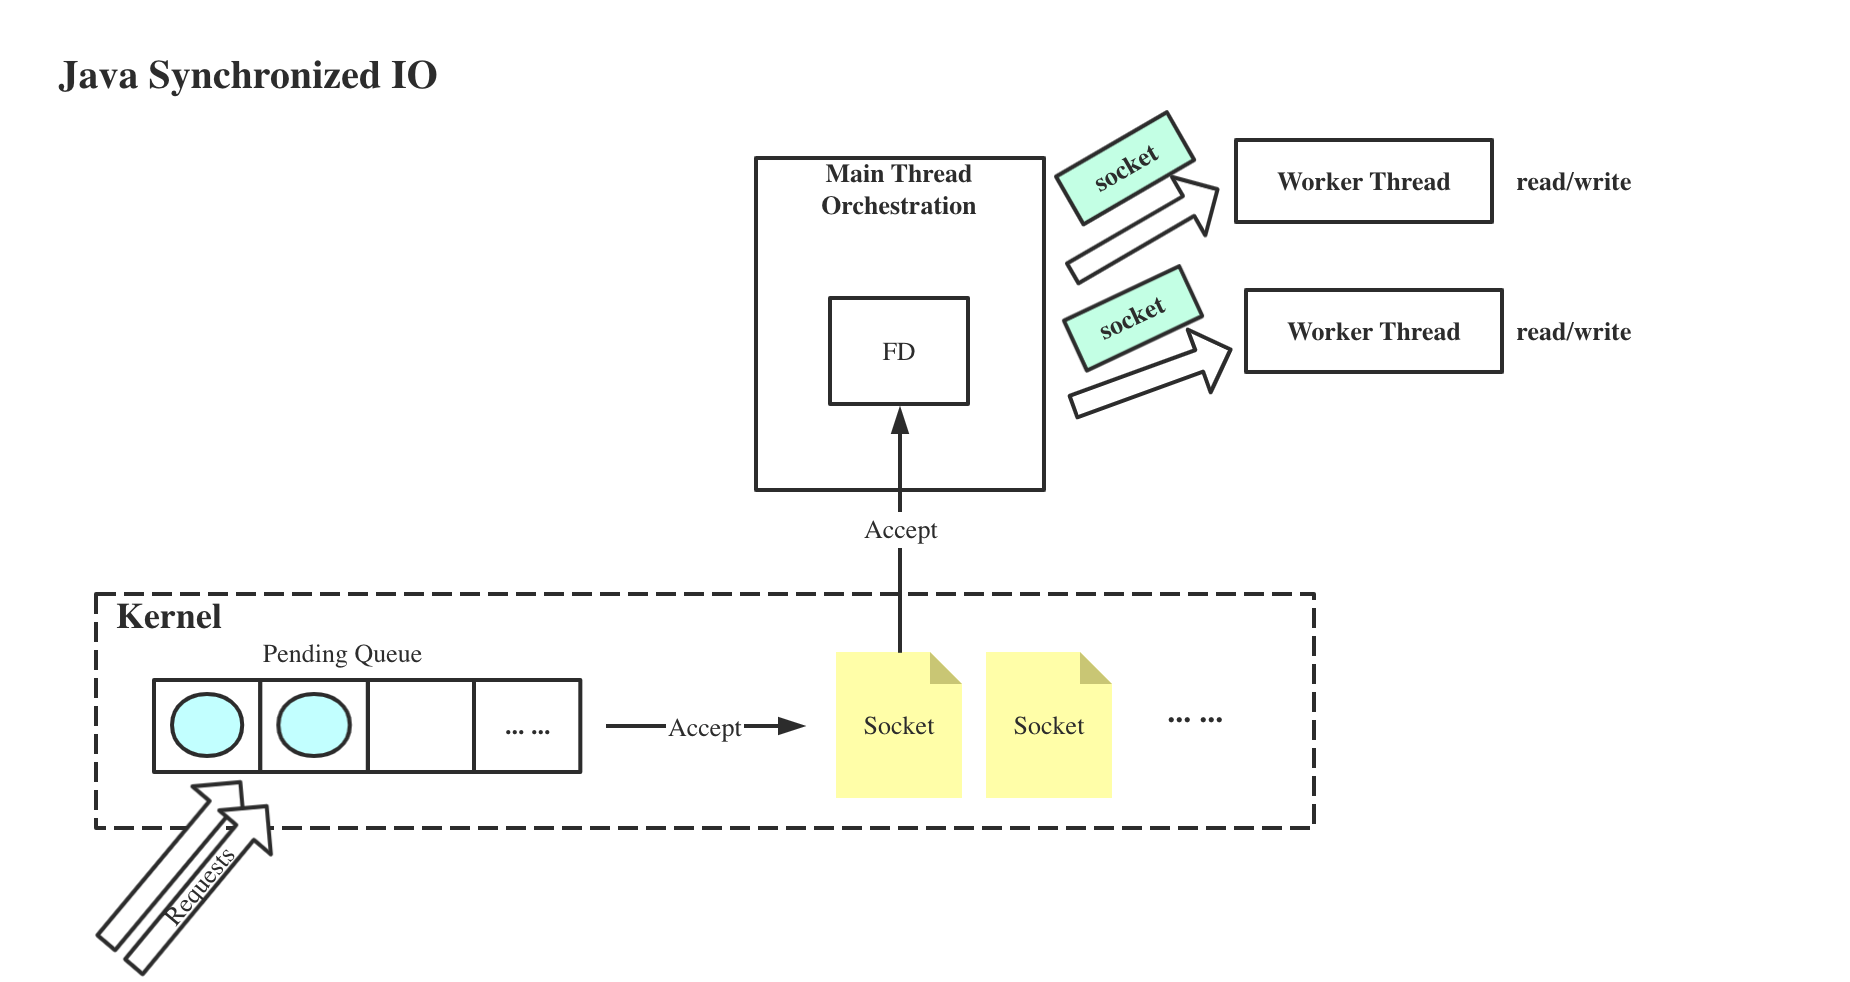 Java Synchronized IO
Main Thread
Orchestration
socket
Worker Thread
read/write
socket
Worker Thread
read/write
FD
Accept
Kernel
Pending Queue
... ...
Accept
Socket
Socket
... ...
Requests